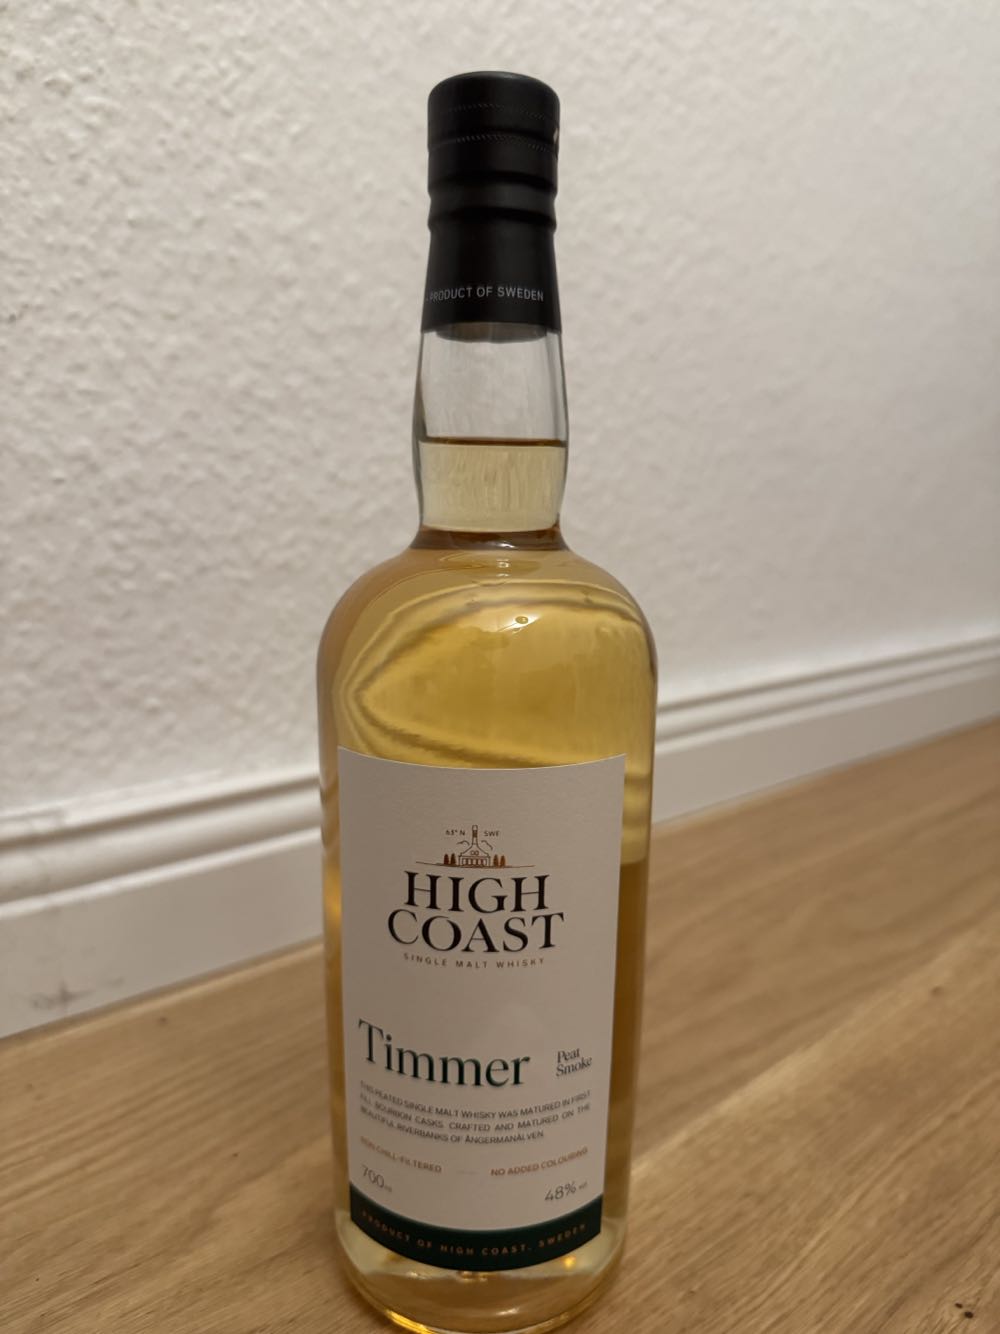 PRODUCT OF SWEDEN
63° N SWE
HIGH
COAST
SINGLE MALT WHISKY
Timmer
Peat
Smoke
THIS PEATED SINGLE MALT WHISKY WAS MATURED IN FIRST
FILL BOURBON CASKS. CRAFTED AND MATURED ON THE
BEAUTIFUL RIVERBANKS OF ÅNGERMANÄLVEN.
NON CHILL-FILTERED
NO ADDED COLOURING
700
48%
PRODUCT OF HIGH COAST, SWEDEN